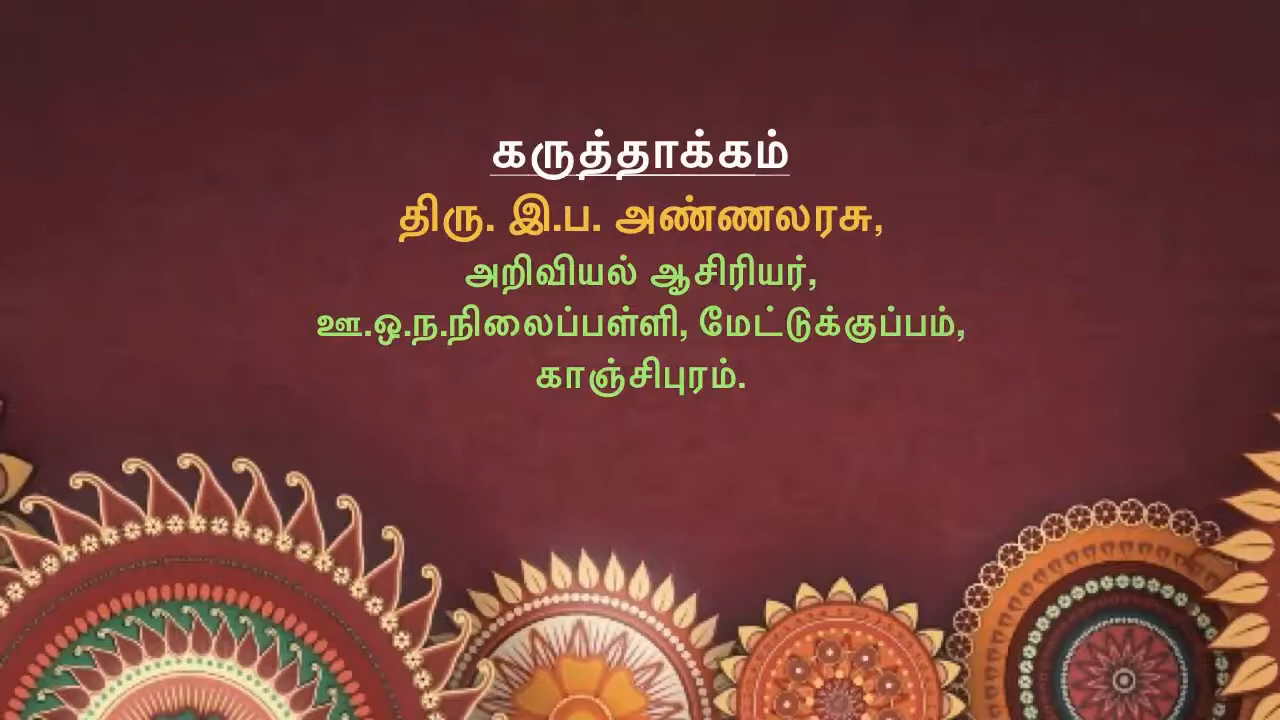 கருத்தாக்கம்
திரு. இ.ப. அண்ணலரசு,
அறிவியல் ஆசிரியர்,
ஊ.ஒ.ந.நிலைப்பள்ளி, மேட்டுக்குப்பம்,
காஞ்சிபுரம்.